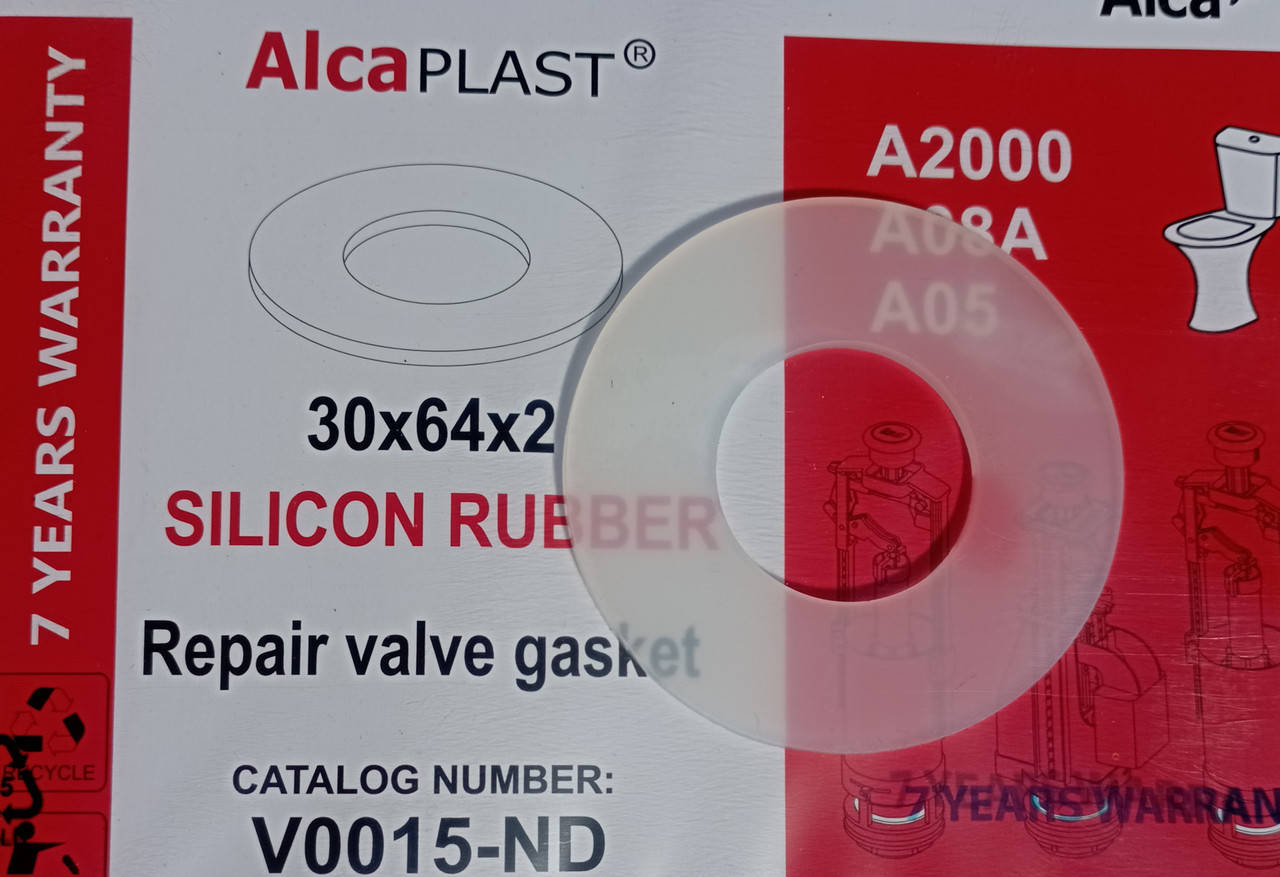 7 YEARS WARRANTY
AlcaPLAST®
30x64x2
SILICON RUBBER
Repair valve gasket
CATALOG NUMBER:
V0015-ND
RECYCLE
Alca
A2000
A08A
A05
7 YEARS WARRAN